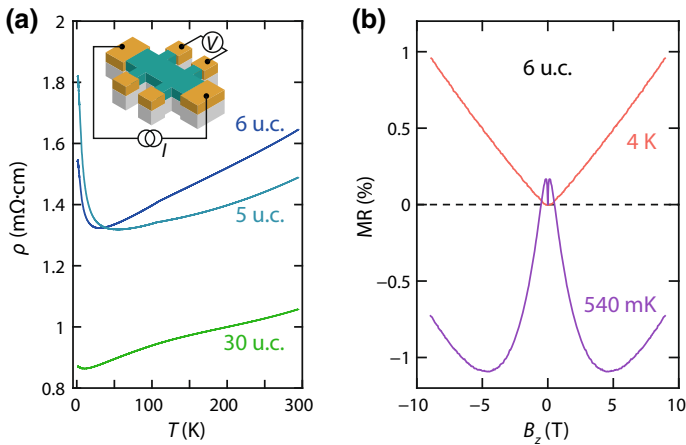 (a)
2
1.8
1.6
1.4
1.2
1
0.8
ρ (mΩ·cm)
V
I
6 u.c.
5 u.c.
30 u.c.
0
100
200
300
T (K)
(b)
1
0.5
0
−0.5
−1
MR (%)
6 u.c.
4 K
540 mK
−10
−5
0
5
10
B_z (T)